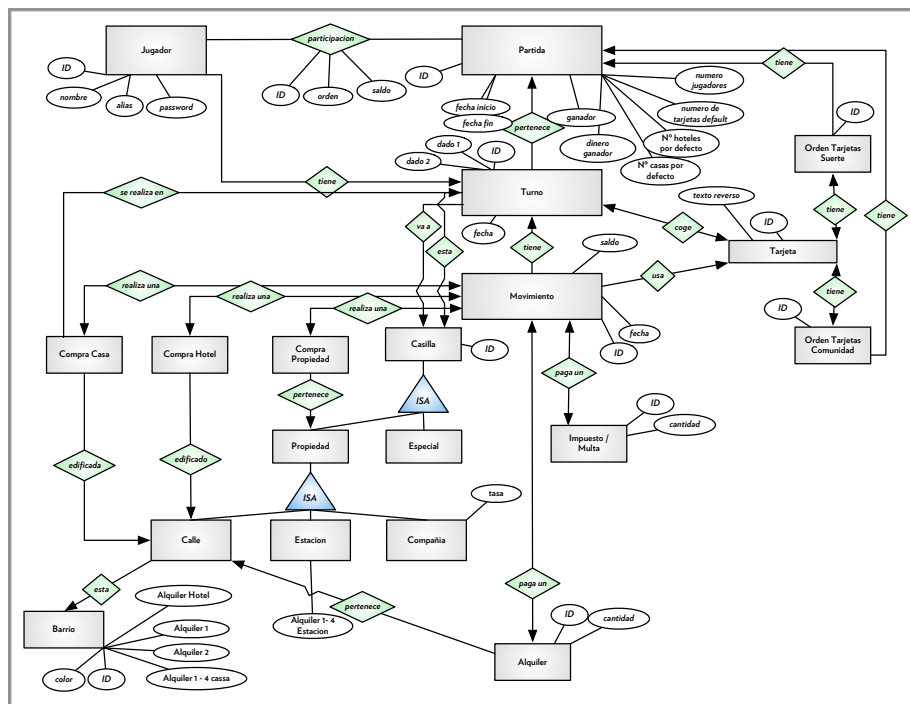 Jugador
participacion
Partida
ID
nombre
alias
password
ID
orden
saldo
ID
fecha inicio
fecha fin
ganador
dinero
ganador
numero
jugadores
numero de
tarjetas default
Nº hoteles
por defecto
Nº casas por
defecto
tiene
ID
Orden Tarjetas
Suerte
pertenece
dado 1
dado 2
ID
Turno
fecha
se realiza en
tiene
va a
esta
tiene
coge
texto reverso
ID
Tarjeta
tiene
tiene
realiza una
realiza una
realiza una
Movimiento
saldo
usa
fecha
ID
tiene
ID
Orden Tarjetas
Comunidad
Compra Casa
Compra Hotel
Compra
Propiedad
Casilla
ID
paga un
pertenece
ISA
Propiedad
Especial
Impuesto /
Multa
ID
cantidad
edificada
edificado
ISA
tasa
Calle
Estacion
Compañia
esta
Alquiler Hotel
Alquiler 1- 4
Estacion
pertenece
paga un
Barrio
Alquiler 1
Alquiler 2
Alquiler 1 - 4 cassa
color
ID
ID
cantidad
Alquiler